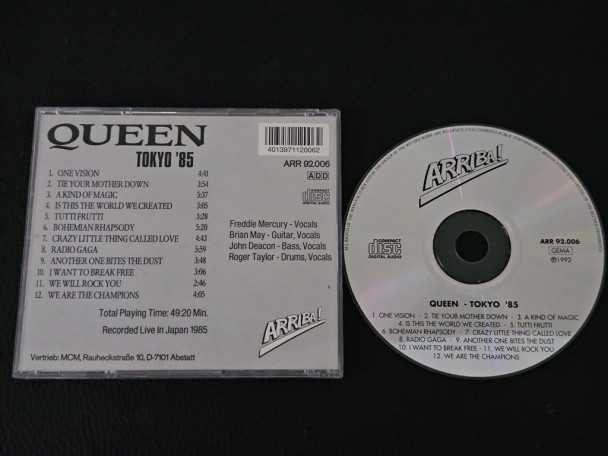 QUEEN
TOKYO '85
4013971120062
ARR 92.006
ADD
COMPACT
disc
DIGITAL AUDIO
1. ONE VISION 4:41
2. TIE YOUR MOTHER DOWN 3:54
3. A KIND OF MAGIC 3:37
4. IS THIS THE WORLD WE CREATED 3:05
5. TUTTI FRUTTI 3:28
6. BOHEMIAN RHAPSODY 5:20
7. CRAZY LITTLE THING CALLED LOVE 4:43
8. RADIO GAGA 5:59
9. ANOTHER ONE BITES THE DUST 3:48
10. I WANT TO BREAK FREE 3:06
11. WE WILL ROCK YOU 2:46
12. WE ARE THE CHAMPIONS 4:05
Freddie Mercury - Vocals
Brian May - Guitar, Vocals
John Deacon - Bass, Vocals
Roger Taylor - Drums, Vocals
Total Playing Time: 49:20 Min.
Recorded Live In Japan 1985
ARRIBA!
Vertrieb: MCM, Rauheckstraße 10, D-7101 Abstatt
ARRIBA!
COMPACT
disc
DIGITAL AUDIO
ARR 92.006
GEMA
Ⓟ1992
QUEEN - TOKYO '85
1. ONE VISION - 2. TIE YOUR MOTHER DOWN - 3. A KIND OF MAGIC
4. IS THIS THE WORLD WE CREATED - 5. TUTTI FRUTTI
6. BOHEMIAN RHAPSODY - 7. CRAZY LITTLE THING CALLED LOVE
8. RADIO GAGA - 9. ANOTHER ONE BITES THE DUST
10. I WANT TO BREAK FREE - 11. WE WILL ROCK YOU
12. WE ARE THE CHAMPIONS